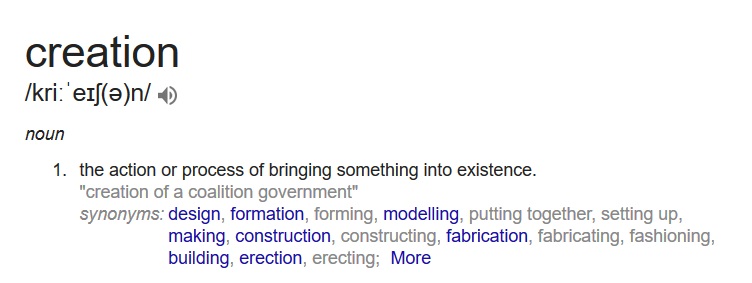 creation
/kriːˈeɪʃ(ə)n/
noun
1. the action or process of bringing something into existence.
"creation of a coalition government"
synonyms: design, formation, forming, modelling, putting together, setting up,
making, construction, constructing, fabrication, fabricating, fashioning,
building, erection, erecting; More